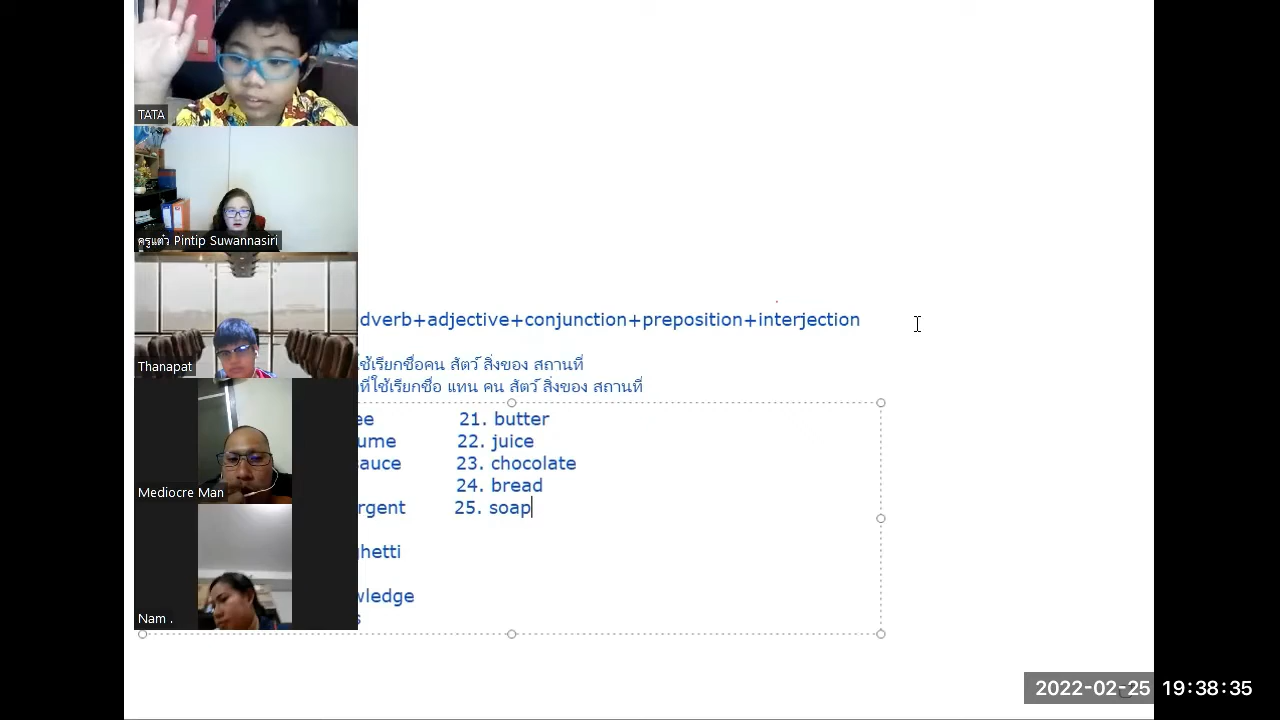 TATA
ครูแต๋ว Pintip Suwannasiri
Thanapat
Mediocre Man
Nam .
dverb+adjective+conjunction+preposition+interjection
ใช้เรียกชื่อคน สัตว์ สิ่งของ สถานที่
ที่ใช้เรียกชื่อ แทน คน สัตว์ สิ่งของ สถานที่
ee 21. butter
ume 22. juice
sauce 23. chocolate
24. bread
rgent 25. soap
hetti
wledge
s
2022-02-25 19:38:35